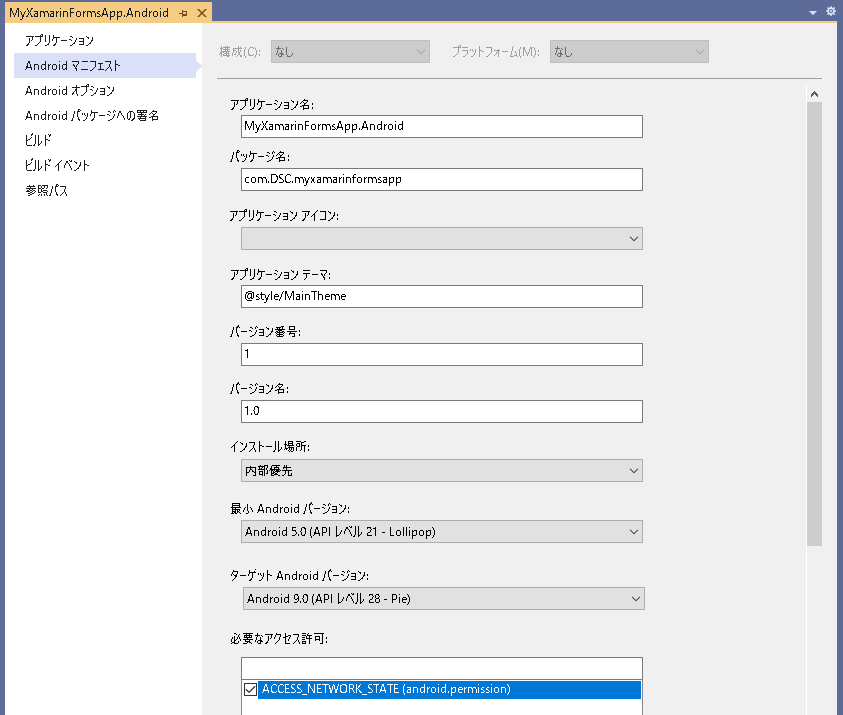 MyXamarinFormsApp.Android
アプリケーション
Android マニフェスト
Android オプション
Android パッケージへの署名
ビルド
ビルド イベント
参照パス
構成(C): なし プラットフォーム(M): なし
アプリケーション名:
MyXamarinFormsApp.Android
パッケージ名:
com.DSC.myxamarinformsapp
アプリケーション アイコン:
アプリケーション テーマ:
@style/MainTheme
バージョン番号:
1
バージョン名:
1.0
インストール場所:
内部優先
最小 Android バージョン:
Android 5.0 (API レベル 21 - Lollipop)
ターゲット Android バージョン:
Android 9.0 (API レベル 28 - Pie)
必要なアクセス許可:
ACCESS_NETWORK_STATE (android.permission)